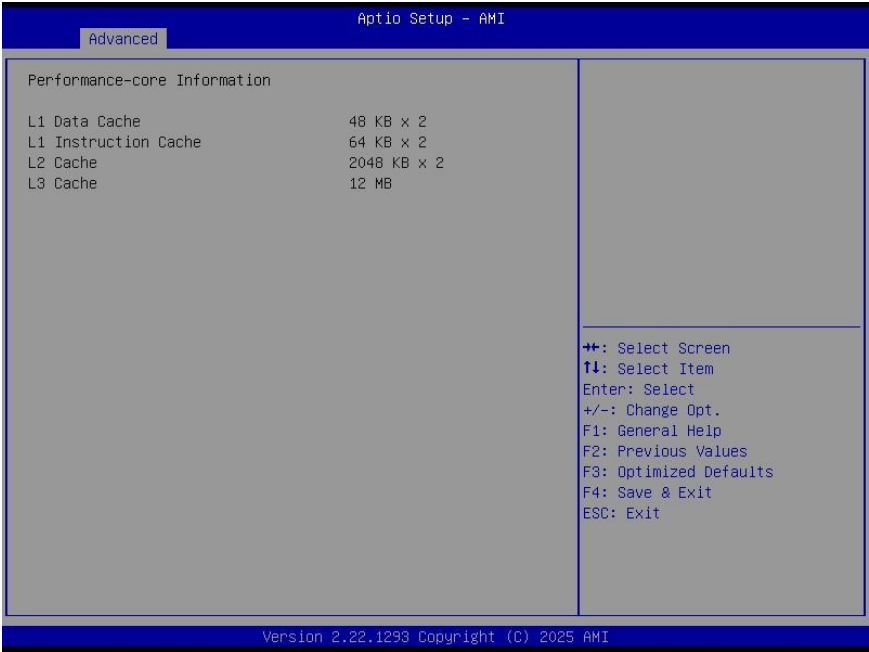 Aptio Setup - AMI
Advanced
Performance-core Information
L1 Data Cache 48 KB x 2
L1 Instruction Cache 64 KB x 2
L2 Cache 2048 KB x 2
L3 Cache 12 MB
→←: Select Screen
↑↓: Select Item
Enter: Select
+/-: Change Opt.
F1: General Help
F2: Previous Values
F3: Optimized Defaults
F4: Save & Exit
ESC: Exit
Version 2.22.1293 Copyright (C) 2025 AMI